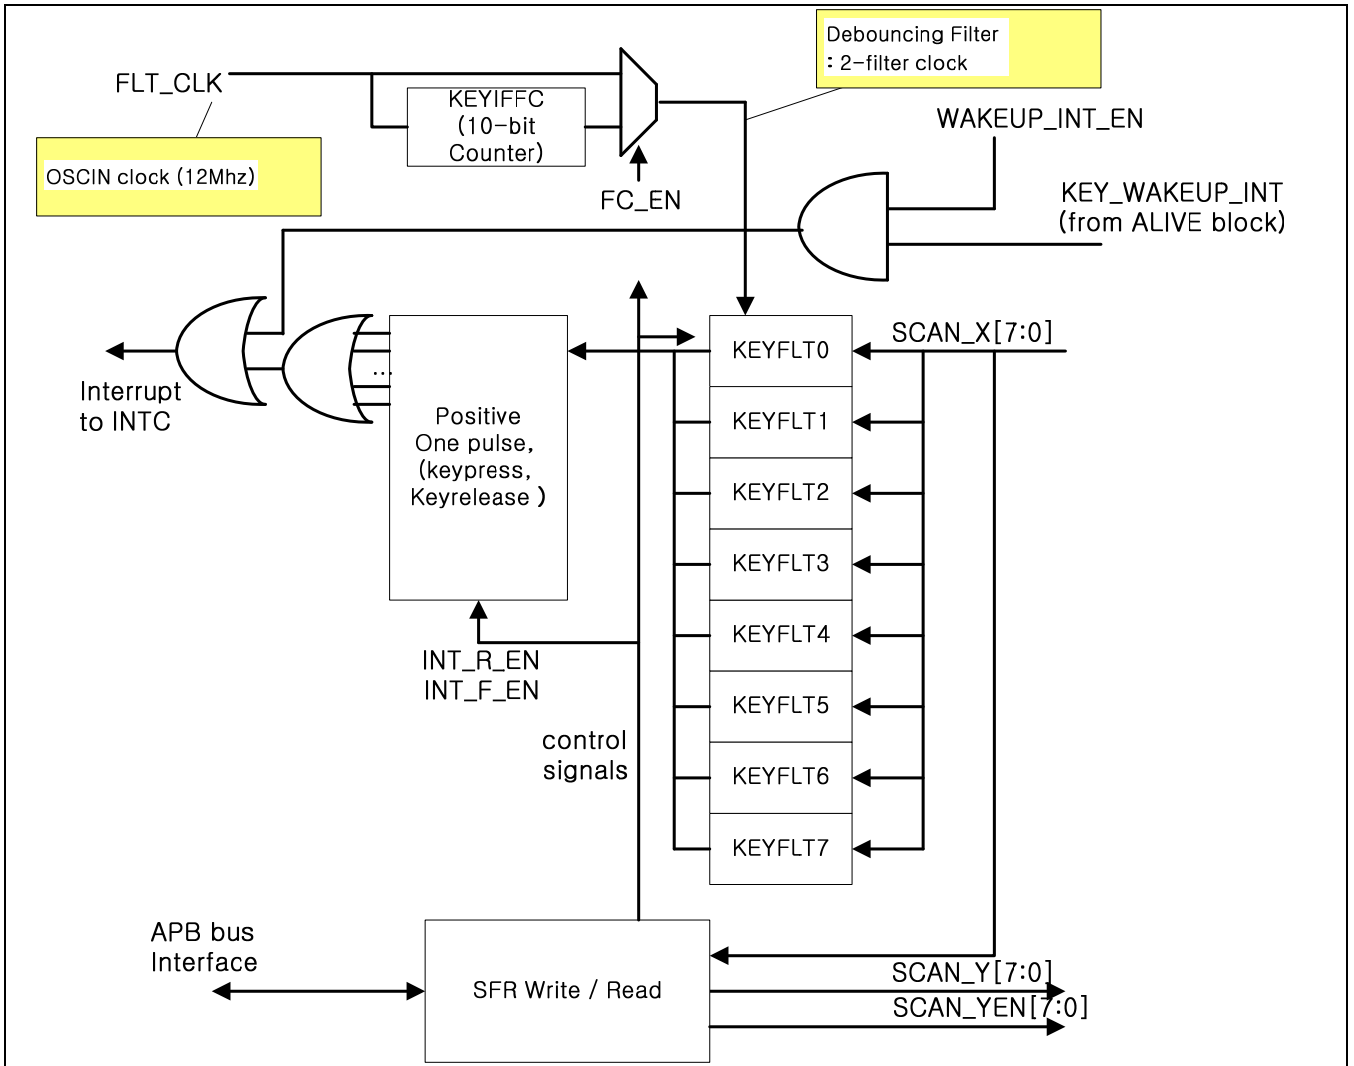 Debouncing Filter
: 2-filter clock
FLT_CLK
KEYIFFC
(10-bit
Counter)
WAKEUP_INT_EN
OSCIN clock (12Mhz)
FC_EN
KEY_WAKEUP_INT
(from ALIVE block)
SCAN_X[7:0]
KEYFLT0
Interrupt
to INTC
...
Positive
One pulse,
(keypress,
Keyrelease )
KEYFLT1
KEYFLT2
KEYFLT3
KEYFLT4
INT_R_EN
INT_F_EN
KEYFLT5
control
signals
KEYFLT6
KEYFLT7
APB bus
Interface
SFR Write / Read
SCAN_Y[7:0]
SCAN_YEN[7:0]